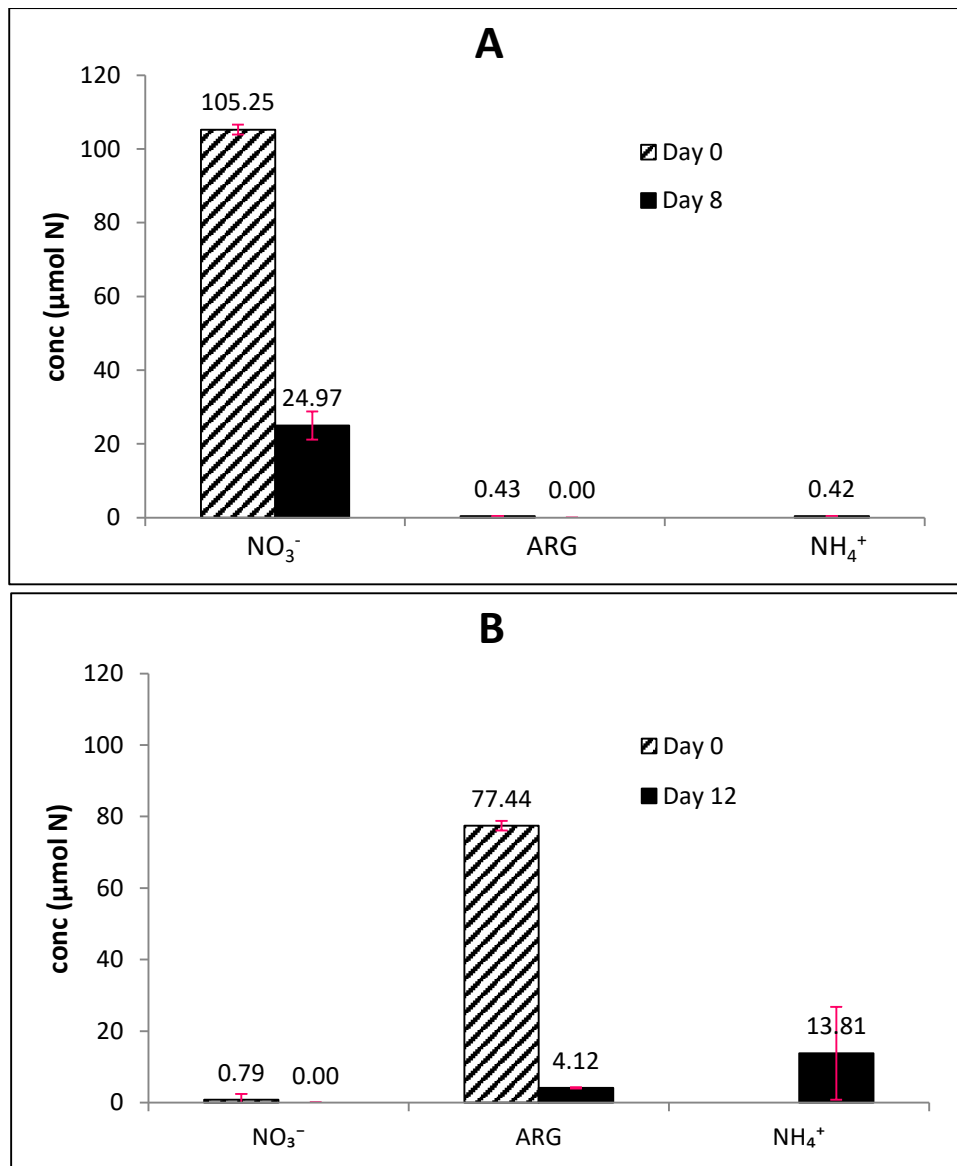 A
120
105.25
100
Day 0
Day 8
80
60
conc (µmol N)
40
24.97
20
0.43
0.00
0.42
0
NO₃⁻
ARG
NH₄⁺
B
120
100
Day 0
Day 12
80
77.44
60
conc (µmol N)
40
20
13.81
0.79
0.00
4.12
0
NO₃⁻
ARG
NH₄⁺